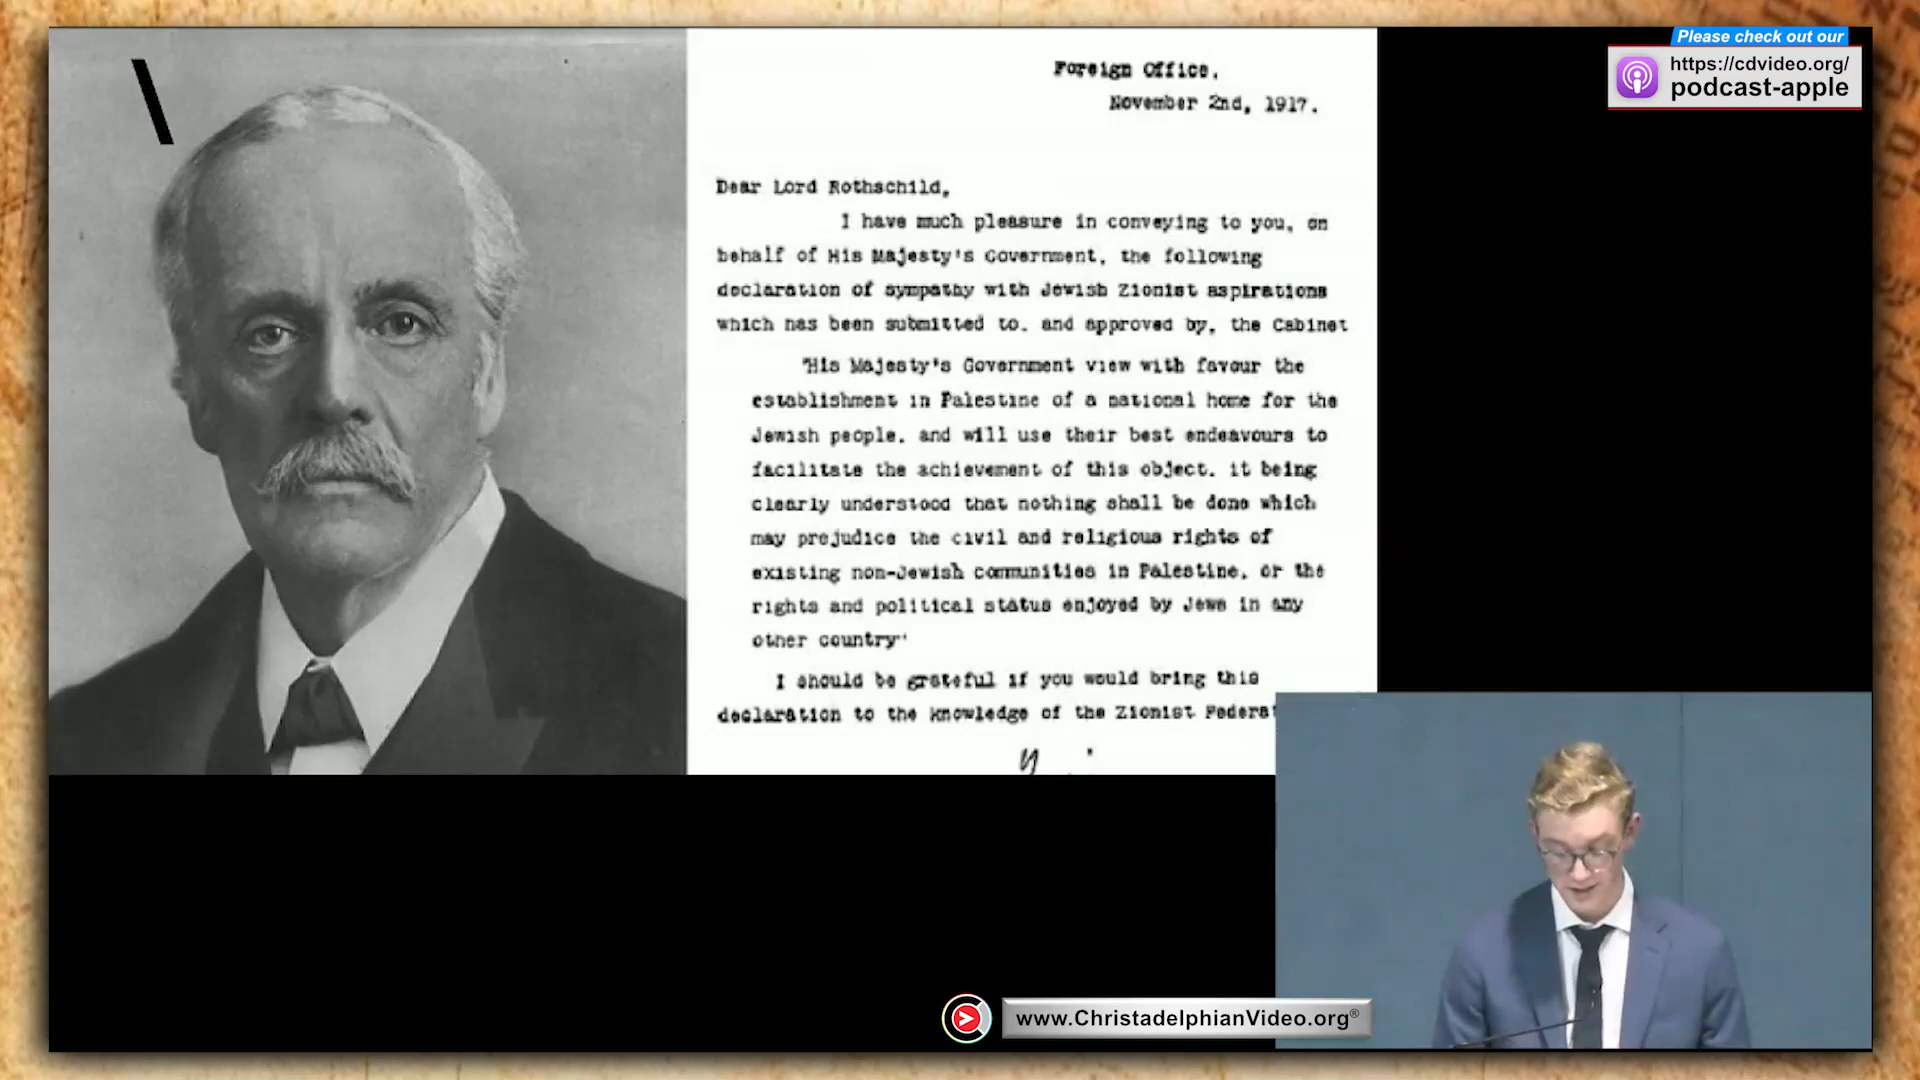 Please check out our
https://cdvideo.org/
podcast-apple
Foreign Office,
November 2nd, 1917.
Dear Lord Rothschild,
I have much pleasure in conveying to you, on
behalf of His Majesty's Government, the following
declaration of sympathy with Jewish Zionist aspirations
which has been submitted to, and approved by, the Cabinet
"His Majesty's Government view with favour the
establishment in Palestine of a national home for the
Jewish people, and will use their best endeavours to
facilitate the achievement of this object, it being
clearly understood that nothing shall be done which
may prejudice the civil and religious rights of
existing non-Jewish communities in Palestine, or the
rights and political status enjoyed by Jews in any
other country"
I should be grateful if you would bring this
declaration to the knowledge of the Zionist
www.ChristadelphianVideo.org®